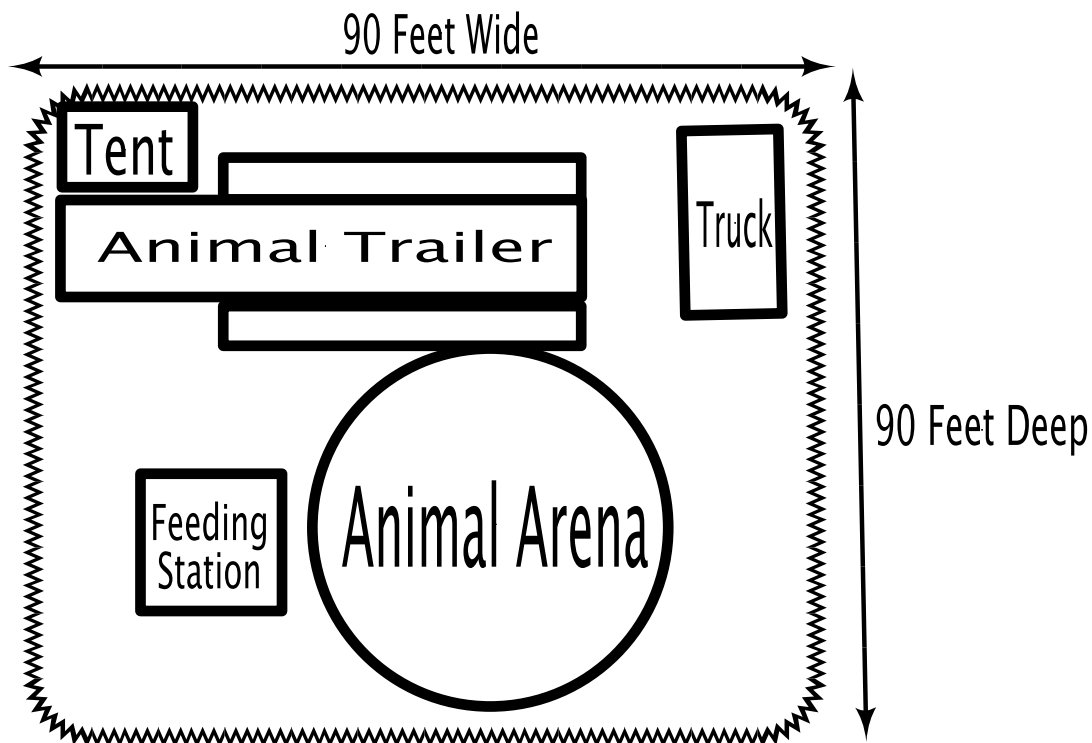 90 Feet Wide
Tent
Animal Trailer
Truck
90 Feet Deep
Feeding
Station
Animal Arena